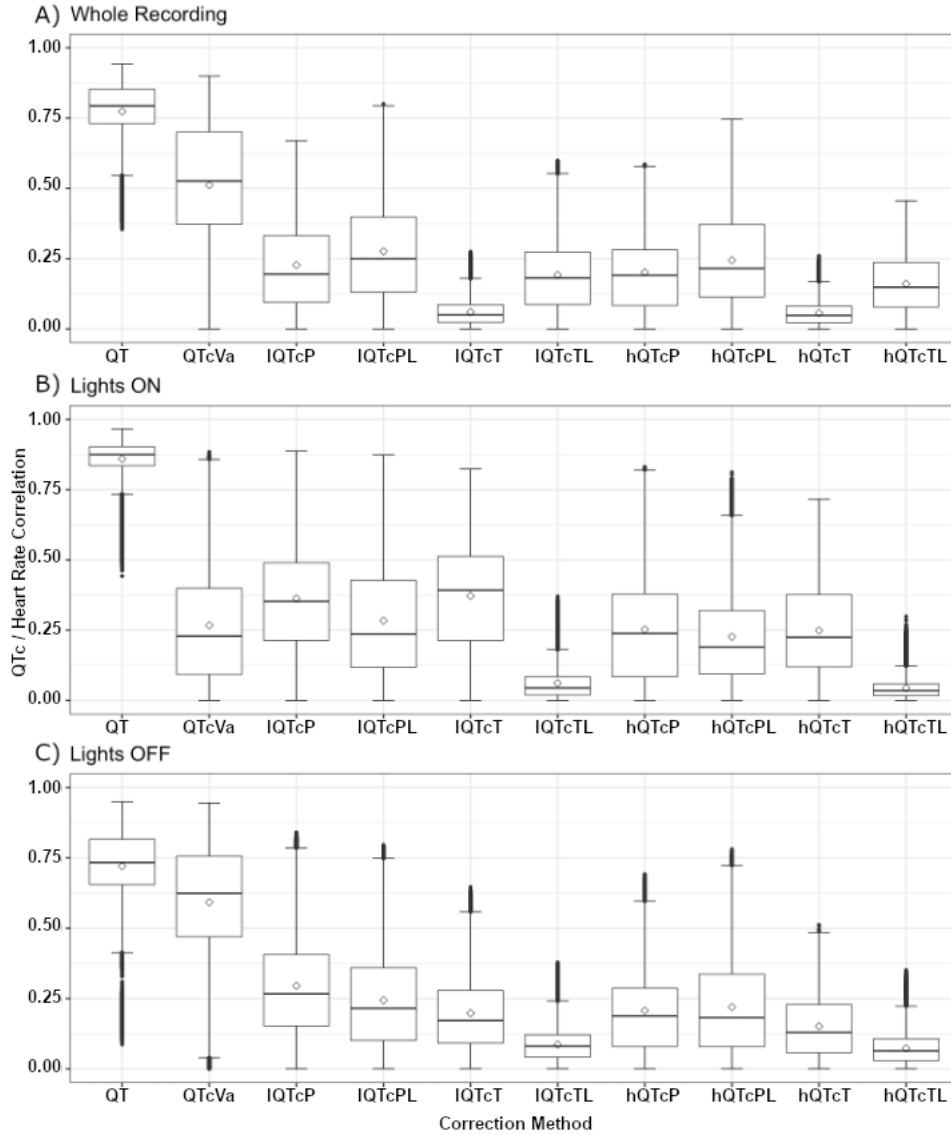 A) Whole Recording
1.00
0.75
0.50
0.25
0.00
QT QTcVa lQTcP lQTcPL lQTcT lQTcTL hQTcP hQTcPL hQTcT hQTcTL
B) Lights ON
QTc / Heart Rate Correlation
1.00
0.75
0.50
0.25
0.00
QT QTcVa lQTcP lQTcPL lQTcT lQTcTL hQTcP hQTcPL hQTcT hQTcTL
C) Lights OFF
1.00
0.75
0.50
0.25
0.00
QT QTcVa lQTcP lQTcPL lQTcT lQTcTL hQTcP hQTcPL hQTcT hQTcTL
Correction Method